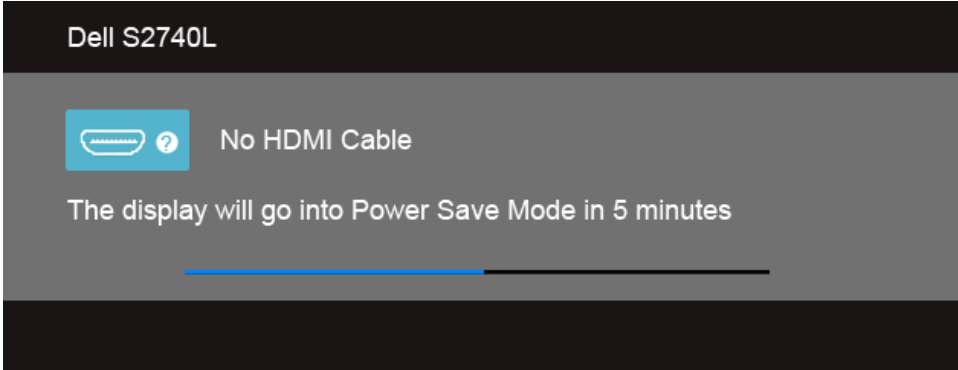 Dell S2740L
No HDMI Cable
The display will go into Power Save Mode in 5 minutes